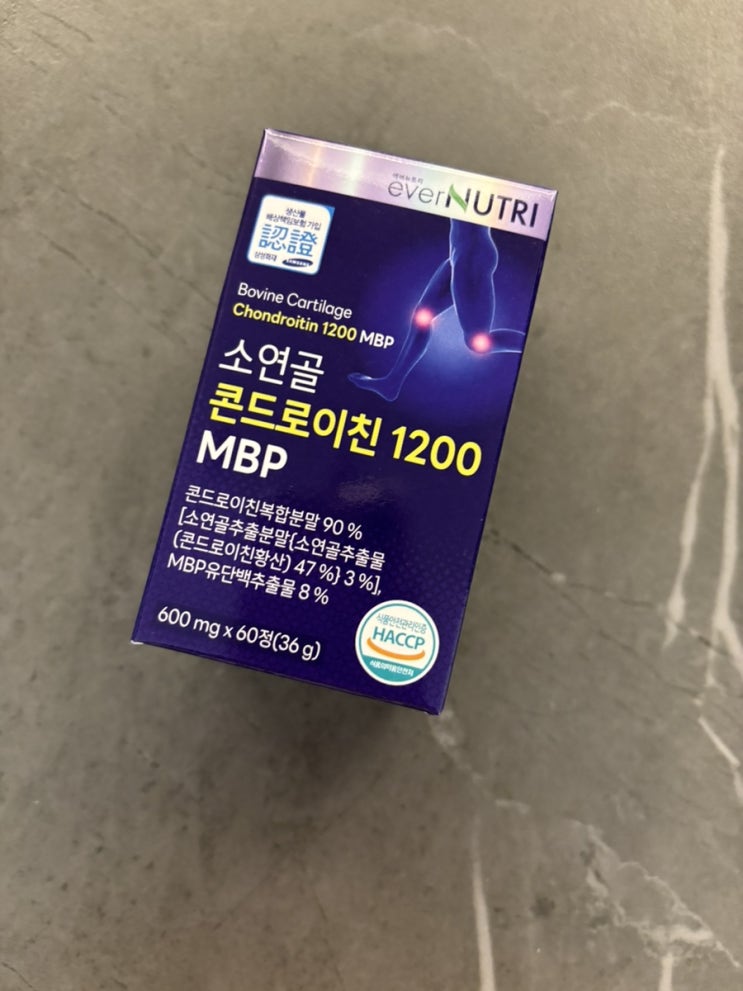 에버뉴트리
everNUTRI
생산물
배상책임보험 가입
認證
삼성화재 SAMSUNG
Bovine Cartilage
Chondroitin 1200 MBP
소연골
콘드로이친 1200
MBP
콘드로이친복합분말 90 %
[소연골추출분말{소연골추출물
(콘드로이친황산) 47 %} 3 %],
MBP유단백추출물 8 %
600 mg x 60정(36 g)
식품안전관리인증
HACCP
식품의약품안전처